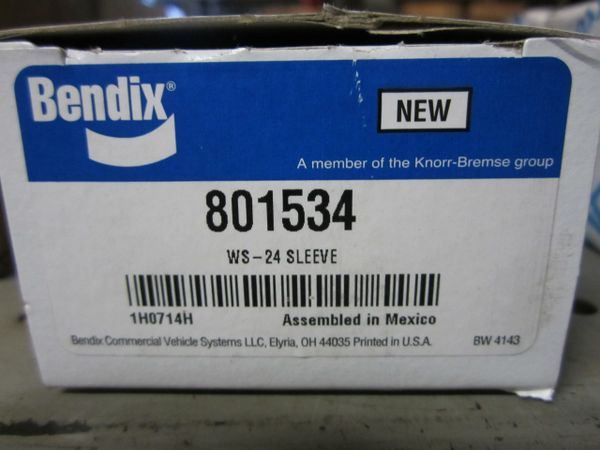 Bendix®
NEW
A member of the Knorr-Bremse group
801534
WS-24 SLEEVE
1H0714H Assembled in Mexico
Bendix Commercial Vehicle Systems LLC, Elyria, OH 44035 Printed in U.S.A. BW 4143